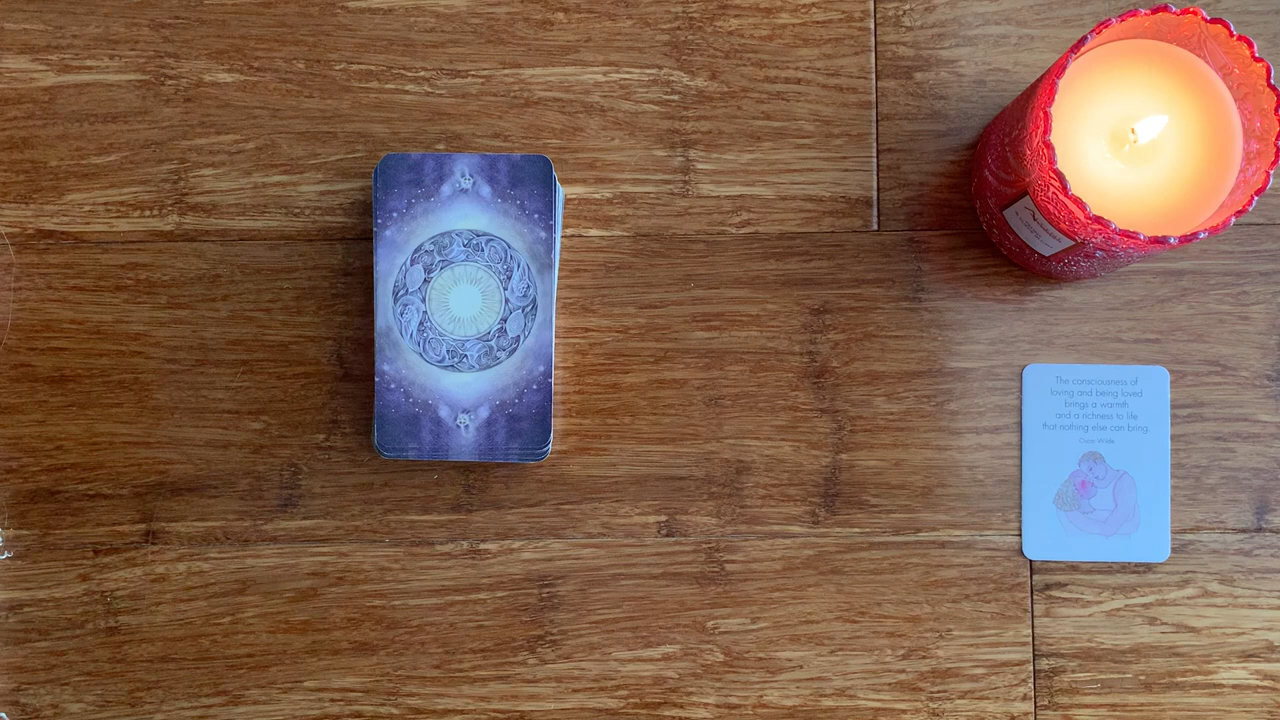 The consciousness of
loving and being loved
brings a warmth
and a richness to life
that nothing else can bring.
Oscar Wilde